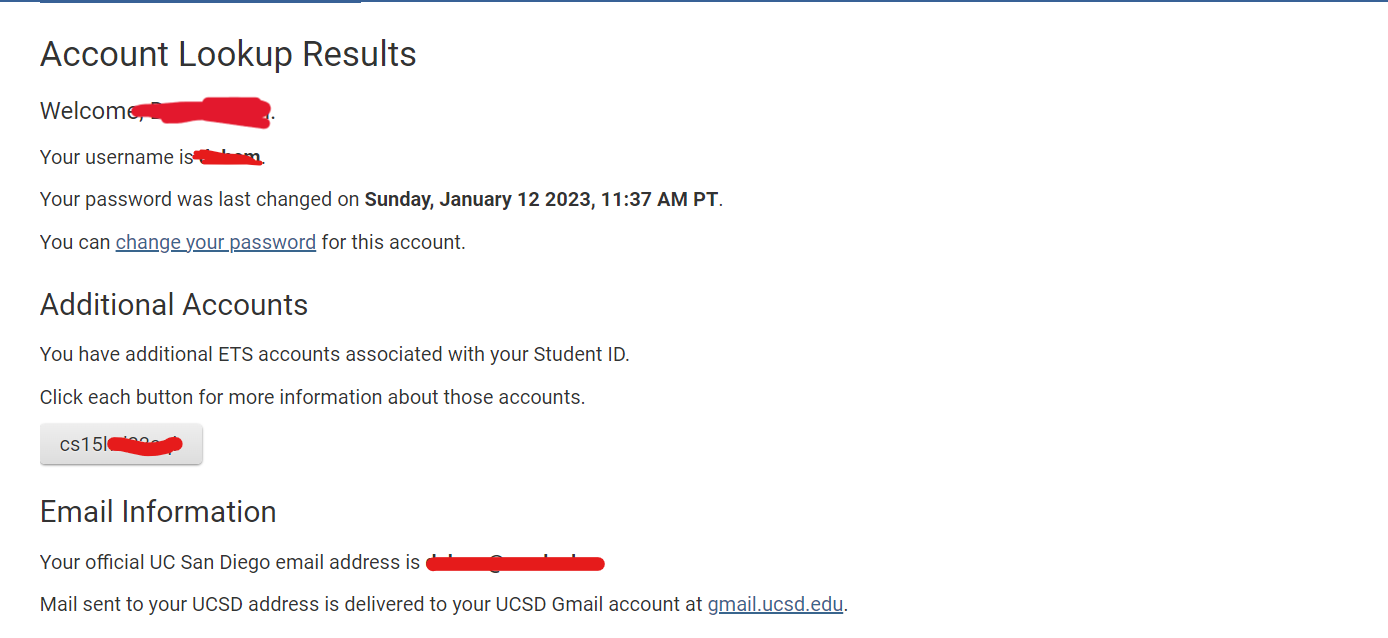 Account Lookup Results
Welcome,
Your username is
Your password was last changed on Sunday, January 12 2023, 11:37 AM PT.
You can change your password for this account.
Additional Accounts
You have additional ETS accounts associated with your Student ID.
Click each button for more information about those accounts.
cs15l
Email Information
Your official UC San Diego email address is
Mail sent to your UCSD address is delivered to your UCSD Gmail account at gmail.ucsd.edu.